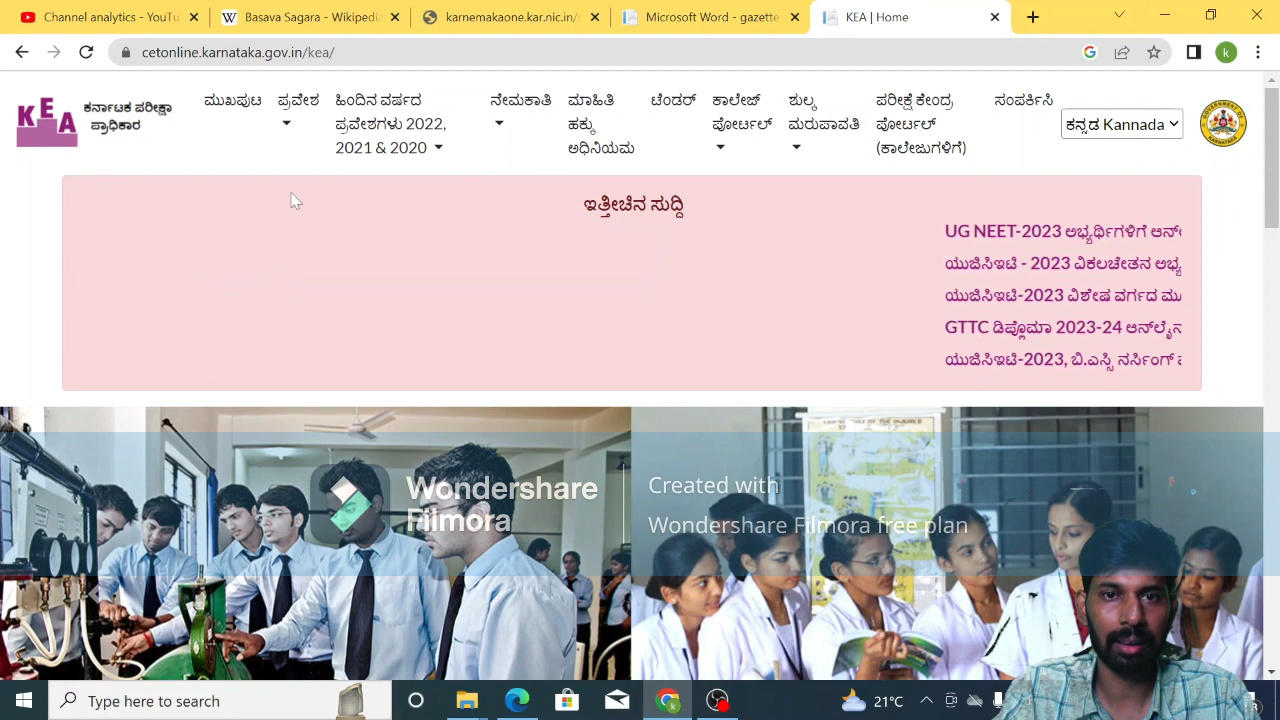 Channel analytics - YouTu
Basava Sagara - Wikipedia
karnemakaone.kar.nic.in/r
Microsoft Word - gazette
KEA | Home
cetonline.karnataka.gov.in/kea/
k
KEA
ಕರ್ನಾಟಕ ಪರೀಕ್ಷಾ
ಪ್ರಾಧಿಕಾರ
ಮುಖಪುಟ
ಪ್ರವೇಶ
ಹಿಂದಿನ ವರ್ಷದ
ಪ್ರವೇಶಗಳು 2022,
2021 & 2020
ನೇಮಕಾತಿ
ಮಾಹಿತಿ
ಹಕ್ಕು
ಅಧಿನಿಯಮ
ಟೆಂಡರ್
ಕಾಲೇಜ್
ಪೋರ್ಟಲ್
ಶುಲ್ಕ
ಮರುಪಾವತಿ
ಪರೀಕ್ಷೆ ಕೇಂದ್ರ
ಪೋರ್ಟಲ್
(ಕಾಲೇಜುಗಳಿಗೆ)
ಸಂಪರ್ಕಿಸಿ
ಕನ್ನಡ Kannada
ಇತ್ತೀಚಿನ ಸುದ್ದಿ
UG NEET-2023 ಅಭ್ಯರ್ಥಿಗಳಿಗೆ
ಯುಜಿಸಿಇಟಿ - 2023 ವಿಕಲಚೇತನ
ಯುಜಿಸಿಇಟಿ-2023 ವಿಶೇಷ ವರ್ಗದ
GTTC ಡಿಪ್ಲೊಮಾ 2023-24 ಆನ್‌ಲೈನ
ಯುಜಿಸಿಇಟಿ-2023, ಬಿ.ಎಸ್ಸಿ ನರ್ಸಿಂಗ್
Wondershare
Filmora
Created with
Wondershare Filmora free plan
Type here to search
21°C